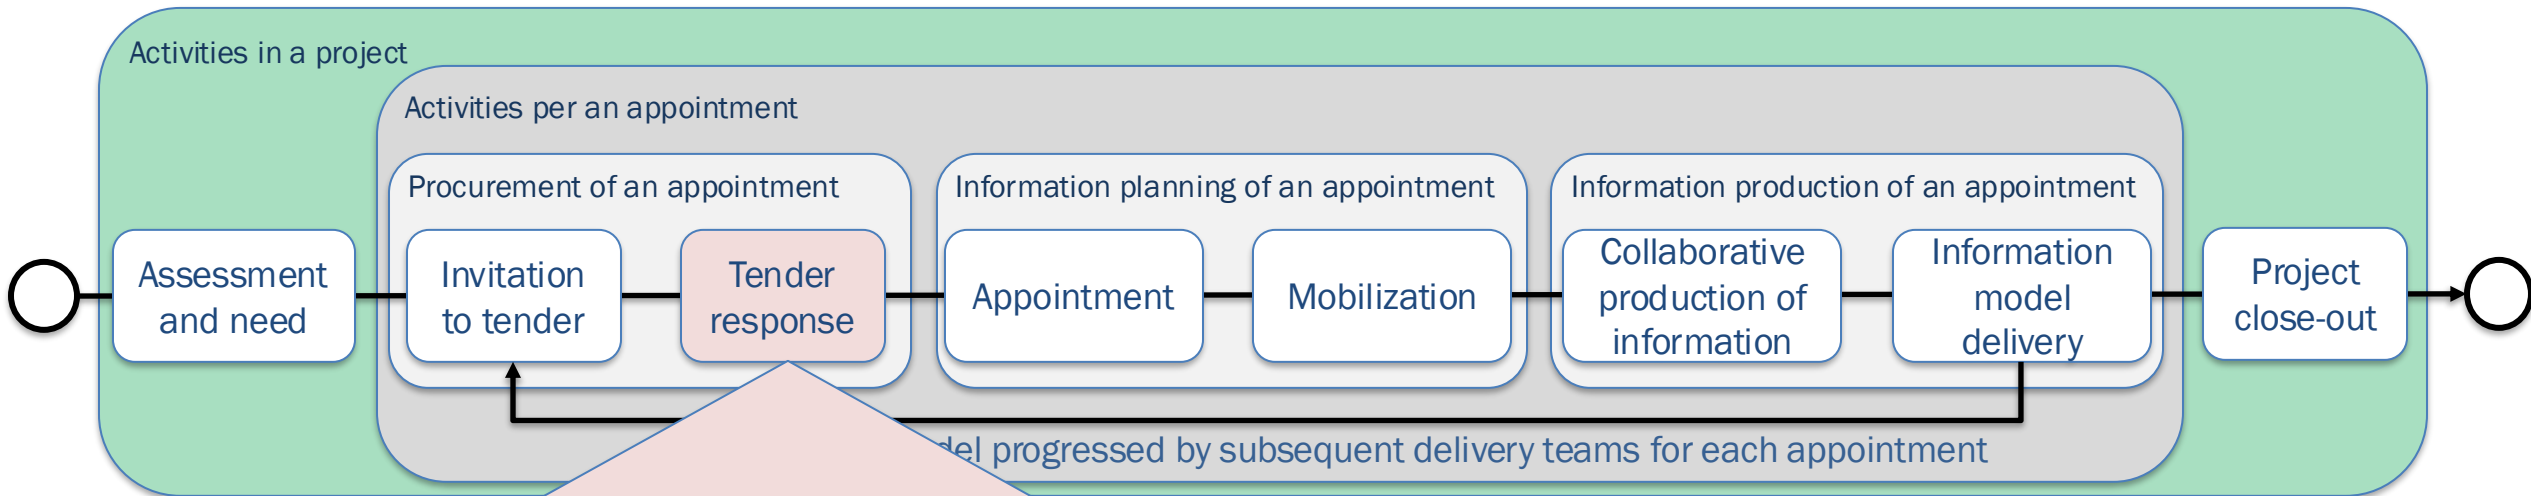 Activities in a project
Activities per an appointment
Procurement of an appointment
Information planning of an appointment
Information production of an appointment
Assessment
and need
Invitation
to tender
Tender
response
Appointment
Mobilization
Collaborative
production of
information
Information
model
delivery
Project
close-out
progressed by subsequent delivery teams for each appointment